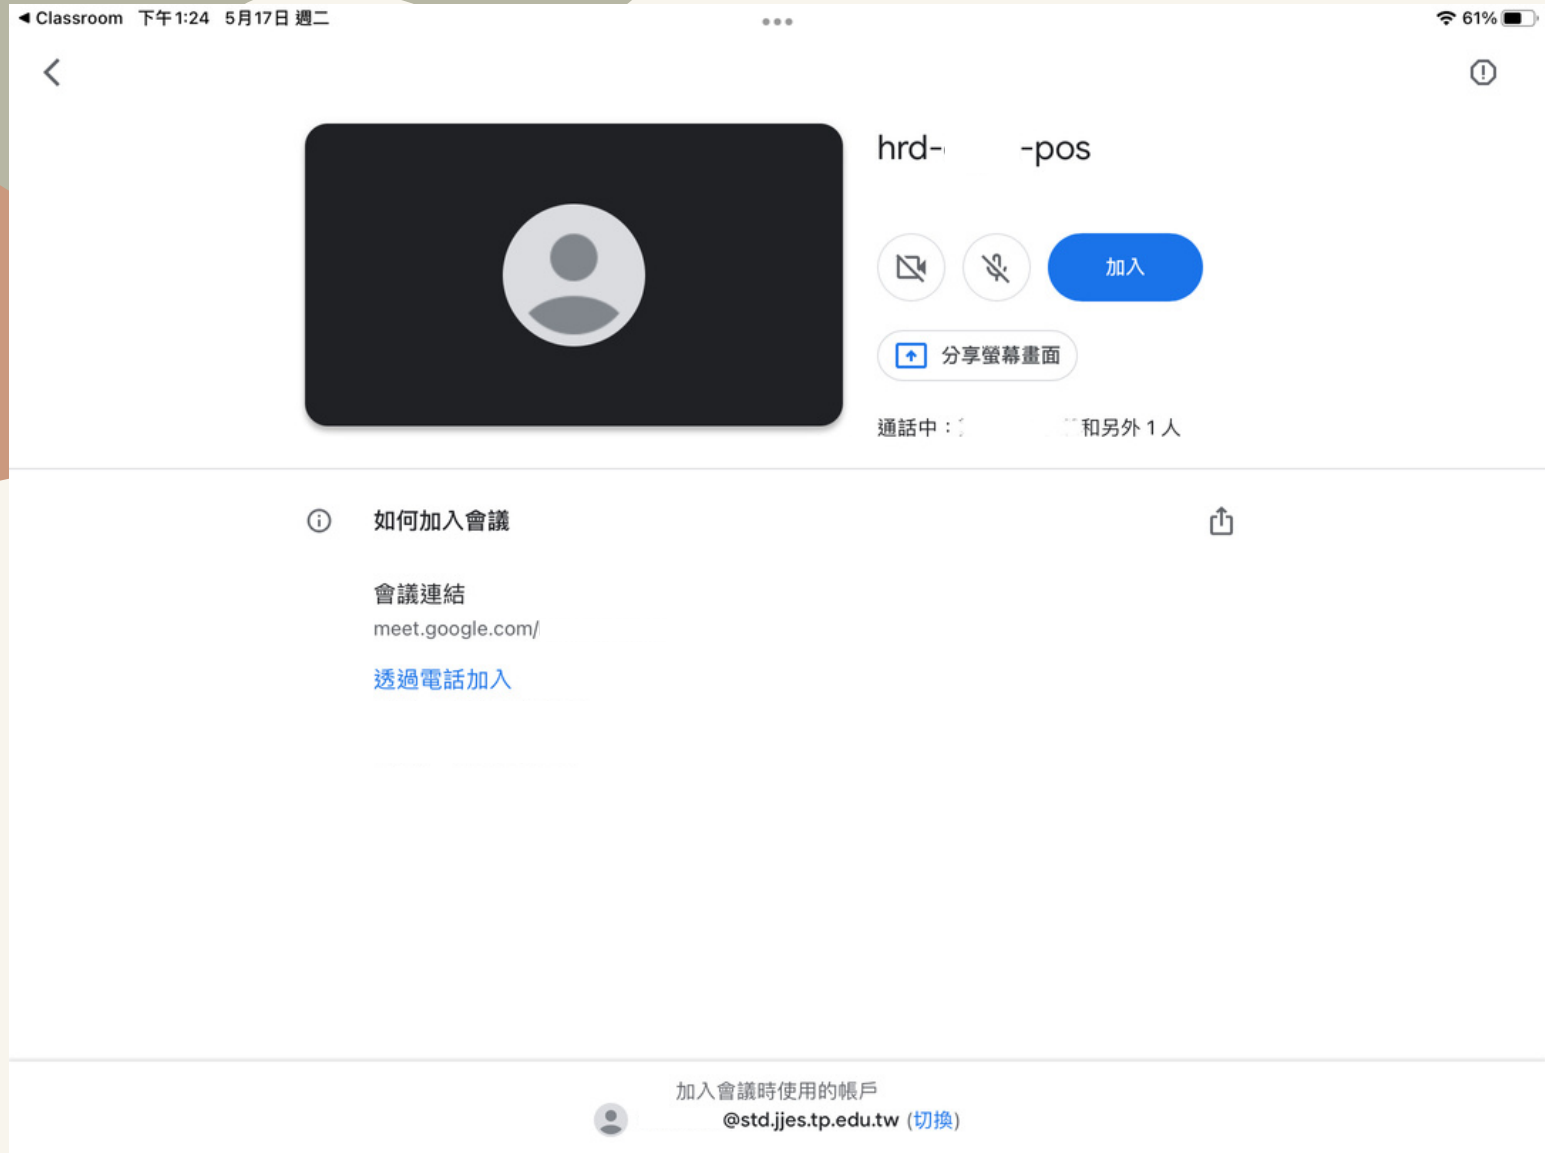 ◀ Classroom 下午1:24 5月17日 週二
61%
hrd- -pos
加入
分享螢幕畫面
通話中： 和另外 1 人
如何加入會議
會議連結
meet.google.com/
透過電話加入
加入會議時使用的帳戶
@std.jjes.tp.edu.tw (切換)